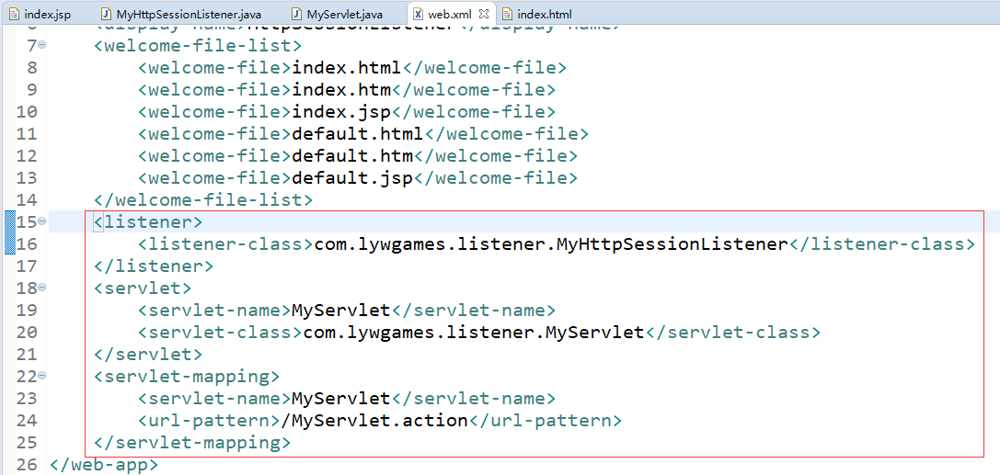 index.jsp MyHttpSessionListener.java MyServlet.java web.xml index.html
6 <display-name>HttpSessionListener</display-name>
7 <welcome-file-list>
8 <welcome-file>index.html</welcome-file>
9 <welcome-file>index.htm</welcome-file>
10 <welcome-file>index.jsp</welcome-file>
11 <welcome-file>default.html</welcome-file>
12 <welcome-file>default.htm</welcome-file>
13 <welcome-file>default.jsp</welcome-file>
14 </welcome-file-list>
15 <listener>
16 <listener-class>com.lywgames.listener.MyHttpSessionListener</listener-class>
17 </listener>
18 <servlet>
19 <servlet-name>MyServlet</servlet-name>
20 <servlet-class>com.lywgames.listener.MyServlet</servlet-class>
21 </servlet>
22 <servlet-mapping>
23 <servlet-name>MyServlet</servlet-name>
24 <url-pattern>/MyServlet.action</url-pattern>
25 </servlet-mapping>
26 </web-app>